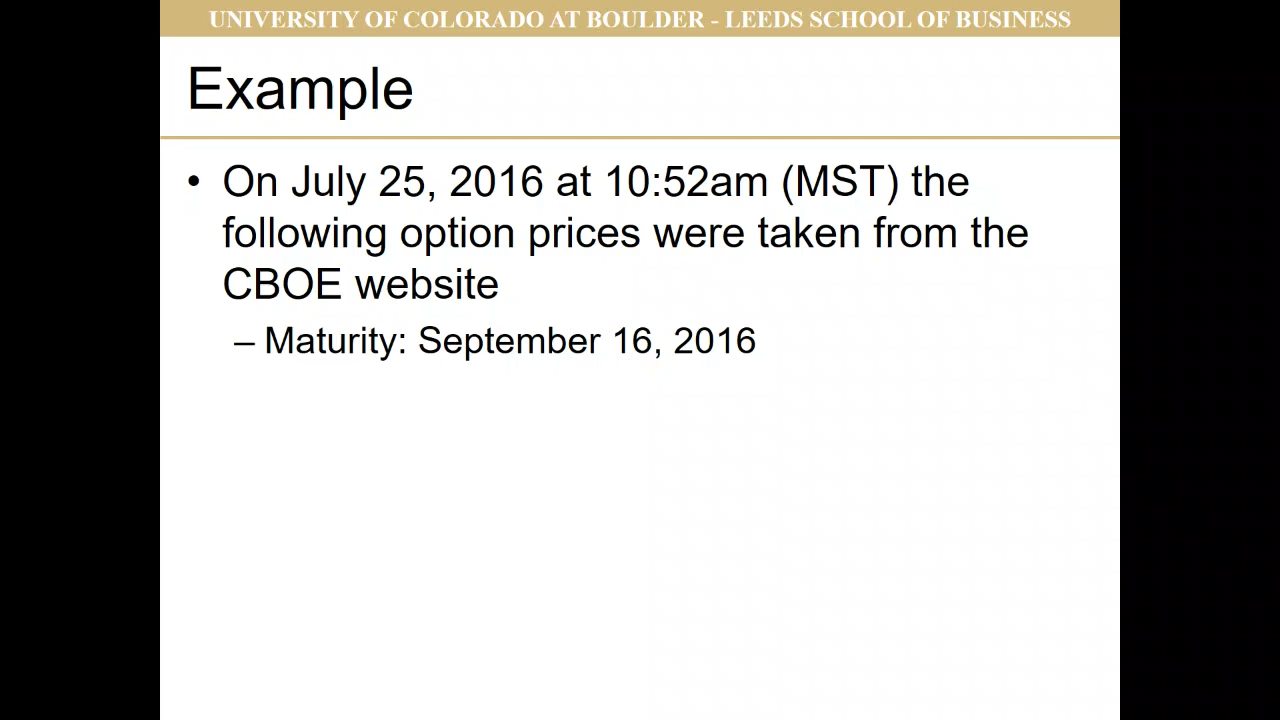 UNIVERSITY OF COLORADO AT BOULDER - LEEDS SCHOOL OF BUSINESS
Example
• On July 25, 2016 at 10:52am (MST) the
following option prices were taken from the
CBOE website
– Maturity: September 16, 2016